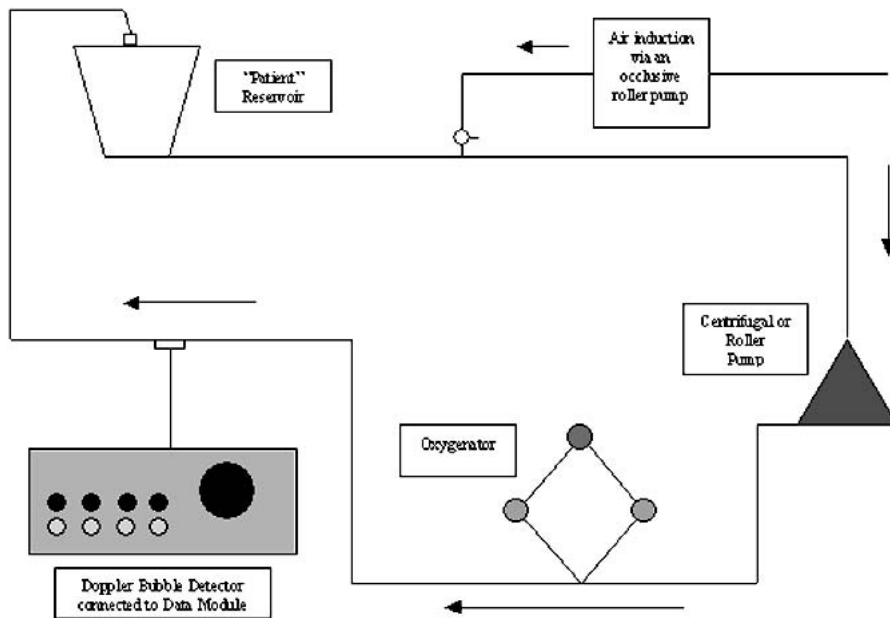 "Patient"
Reservoir
Air induction
via an
occlusive
roller pump
Centrifugal or
Roller
Pump
Oxygerator
Doppler Bubble Detector
connected to Data Module